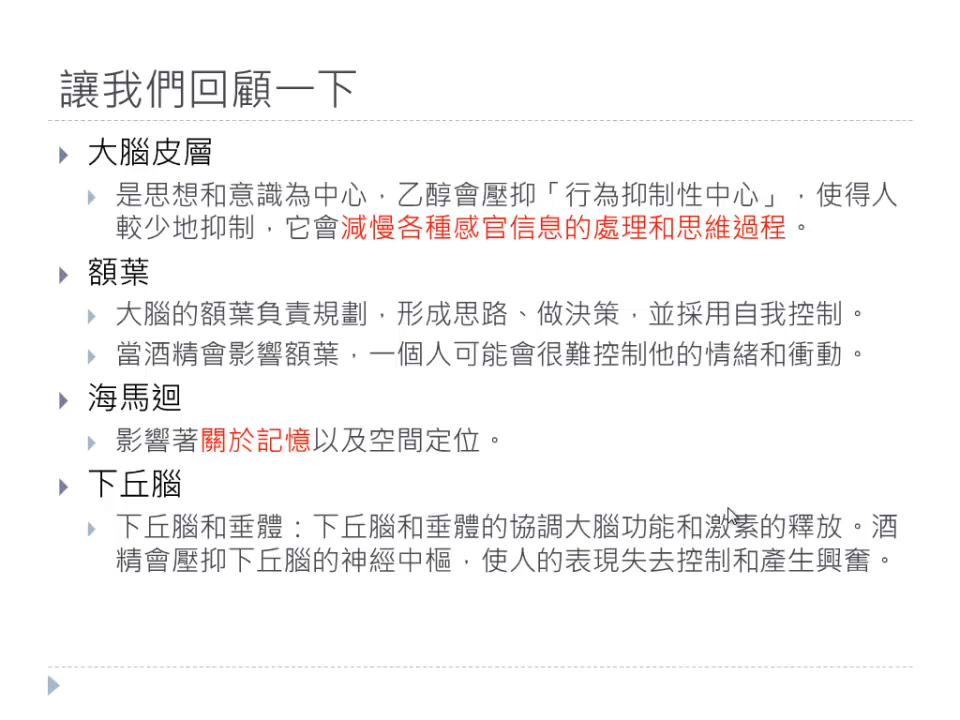 讓我們回顧一下
大腦皮層
是思想和意識為中心，乙醇會壓抑「行為抑制性中心」，使得人
較少地抑制，它會減慢各種感官信息的處理和思維過程。
額葉
大腦的額葉負責規劃，形成思路、做決策，並採用自我控制。
當酒精會影響額葉，一個人可能會很難控制他的情緒和衝動。
海馬迴
影響著關於記憶以及空間定位。
下丘腦
下丘腦和垂體：下丘腦和垂體的協調大腦功能和激素的釋放。酒
精會壓抑下丘腦的神經中樞，使人的表現失去控制和產生興奮。